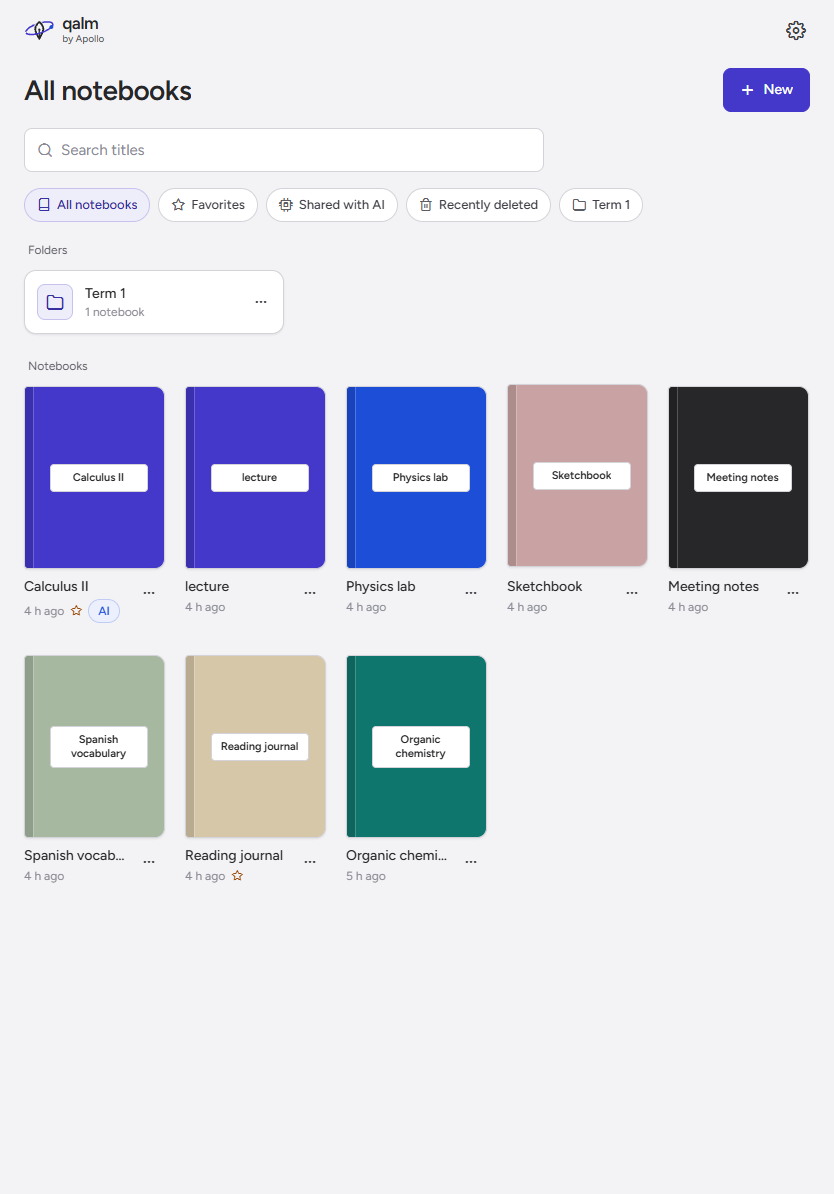 qalm
by Apollo
All notebooks
New
Search titles
All notebooks
Favorites
Shared with AI
Recently deleted
Term 1
Folders
Term 1
1 notebook
...
Notebooks
Calculus II
lecture
Physics lab
Sketchbook
Meeting notes
Calculus II ...
4 h ago AI
lecture ...
4 h ago
Physics lab ...
4 h ago
Sketchbook ...
4 h ago
Meeting notes ...
4 h ago
Spanish
vocabulary
Reading journal
Organic
chemistry
Spanish vocab... ...
4 h ago
Reading journal ...
4 h ago
Organic chemi... ...
5 h ago